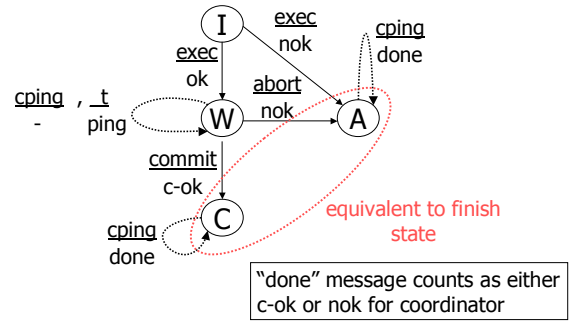 I
exec
nok
cping
done
exec
ok
abort
nok
cping , t
- ping
W
A
commit
c-ok
C
cping
done
equivalent to finish
state
“done” message counts as either
c-ok or nok for coordinator